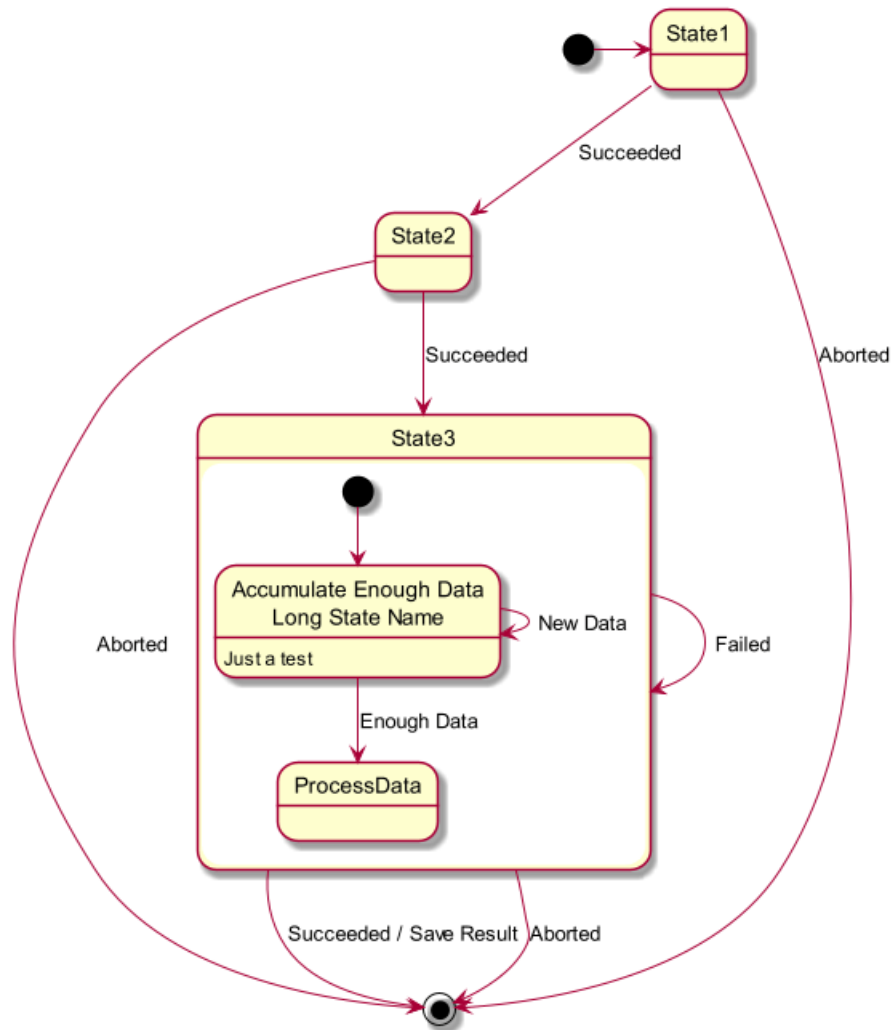 State1
Succeeded
State2
Succeeded
Aborted
State3
Accumulate Enough Data
Long State Name
New Data
Just a test
Aborted
Failed
Enough Data
ProcessData
Succeeded / Save Result
Aborted